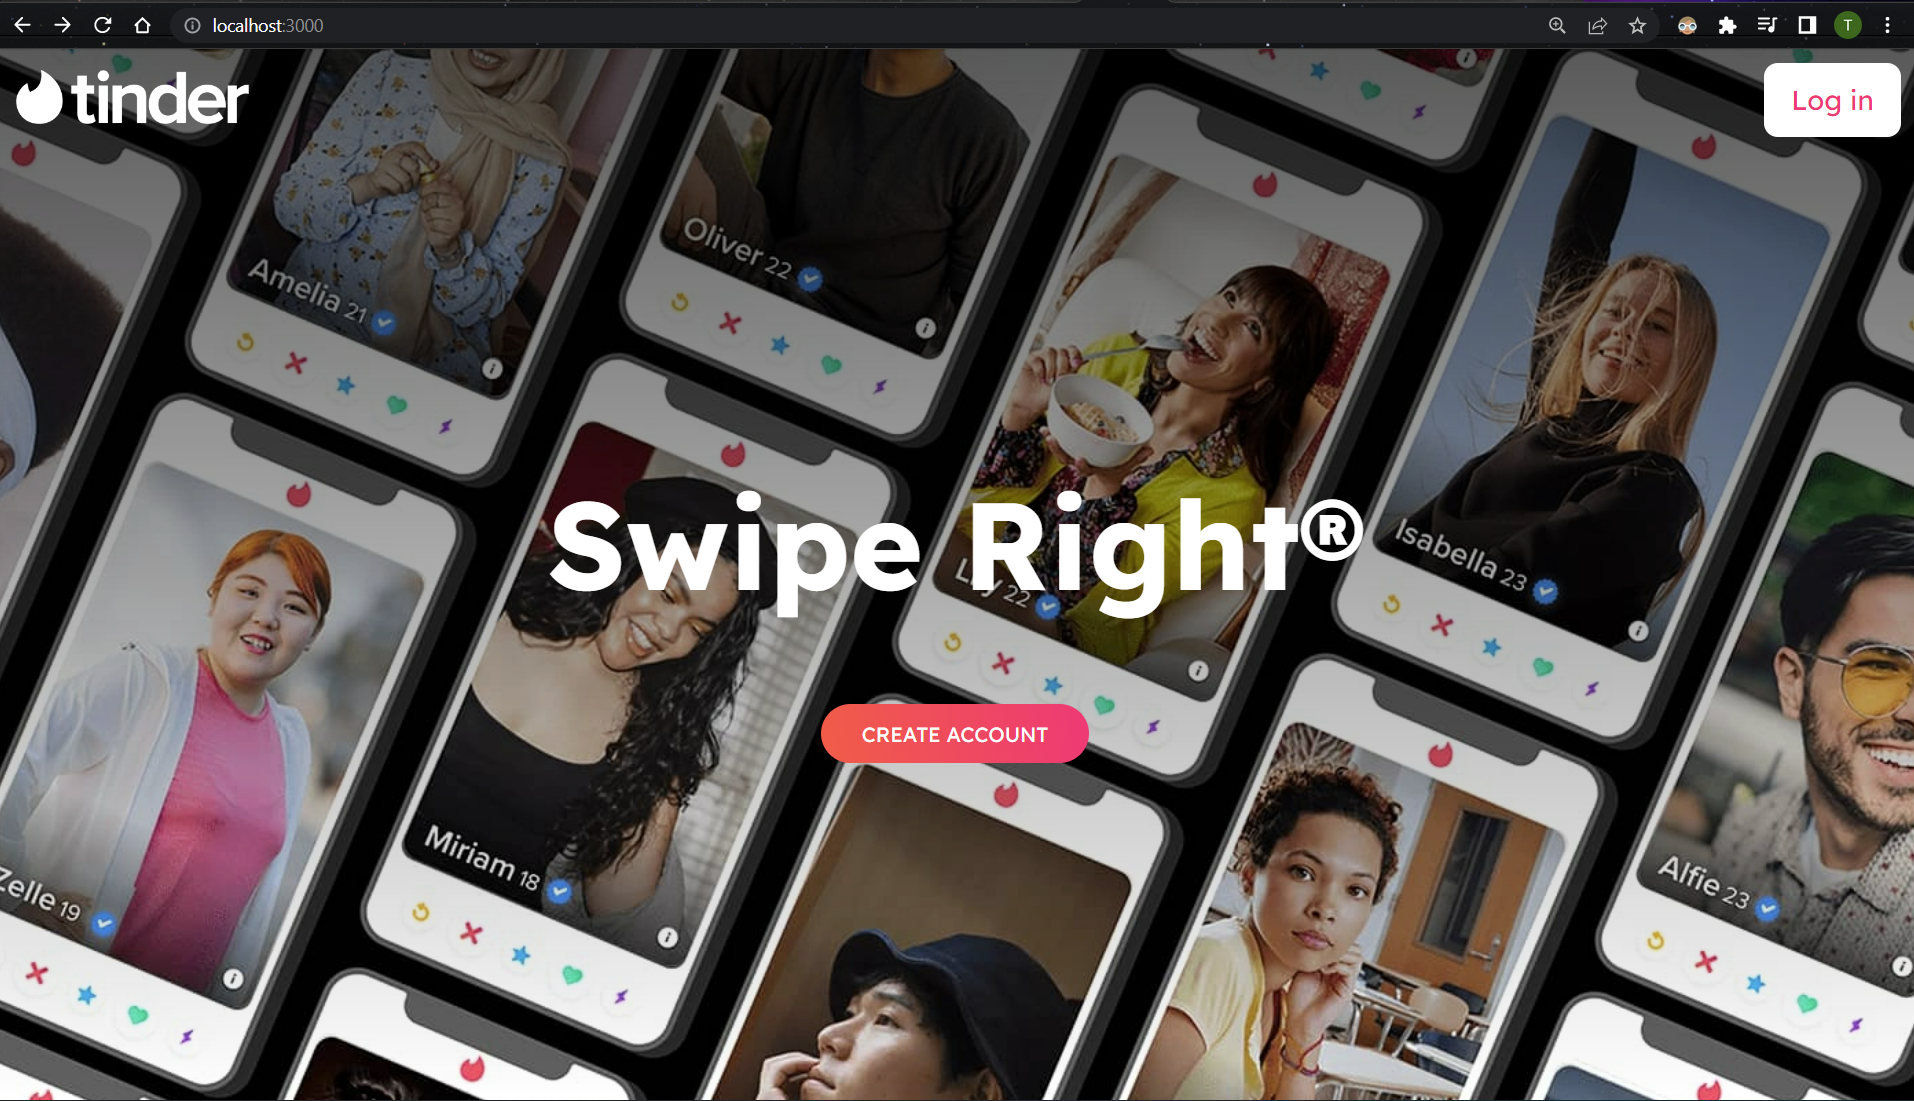 localhost:3000
T
tinder
Log in
Oliver 22
Amelia 21
Swipe Right®
Isabella 23
22
CREATE ACCOUNT
Miriam 18
Zelle 19
Alfie 23